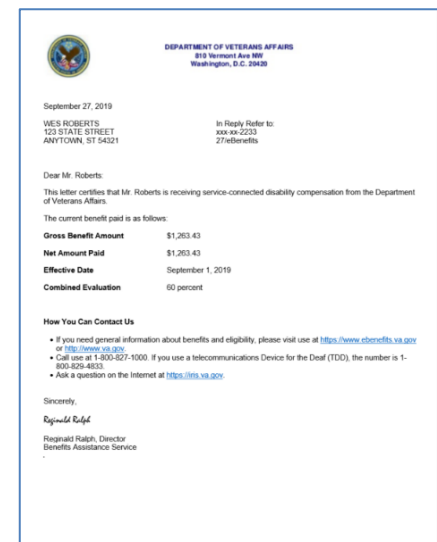 DEPARTMENT OF VETERANS AFFAIRS
810 Vermont Ave NW
Washington, D.C. 20420
September 27, 2019
WES ROBERTS
123 STATE STREET
ANYTOWN, ST 54321
In Reply Refer to:
xxx-xx-2233
27/eBenefits
Dear Mr. Roberts:
This letter certifies that Mr. Roberts is receiving service-connected disability compensation from the Department
of Veterans Affairs.
The current benefit paid is as follows:
Gross Benefit Amount $1,263.43
Net Amount Paid $1,263.43
Effective Date September 1, 2019
Combined Evaluation 60 percent
How You Can Contact Us
• If you need general information about benefits and eligibility, please visit use at https://www.ebenefits.va.gov
or http://www.va.gov.
• Call use at 1-800-827-1000. If you use a telecommunications Device for the Deaf (TDD), the number is 1-
800-829-4833.
• Ask a question on the Internet at https://iris.va.gov.
Sincerely,
Reginald Ralph
Reginald Ralph, Director
Benefits Assistance Service